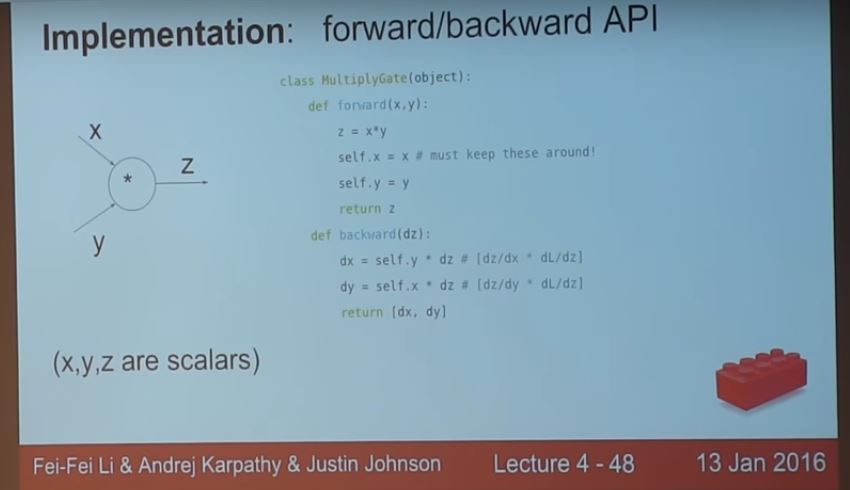 Implementation: forward/backward API
class MultiplyGate(object):
def forward(x,y):
z = x*y
self.x = x # must keep these around!
self.y = y
return z
def backward(dz):
dx = self.y * dz # [dz/dx * dL/dz]
dy = self.x * dz # [dz/dy * dL/dz]
return [dx, dy]
x
*
z
y
(x,y,z are scalars)
Fei-Fei Li & Andrej Karpathy & Justin Johnson Lecture 4 - 48 13 Jan 2016